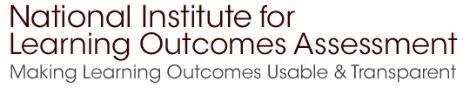 National Institute for
Learning Outcomes Assessment
Making Learning Outcomes Usable & Transparent